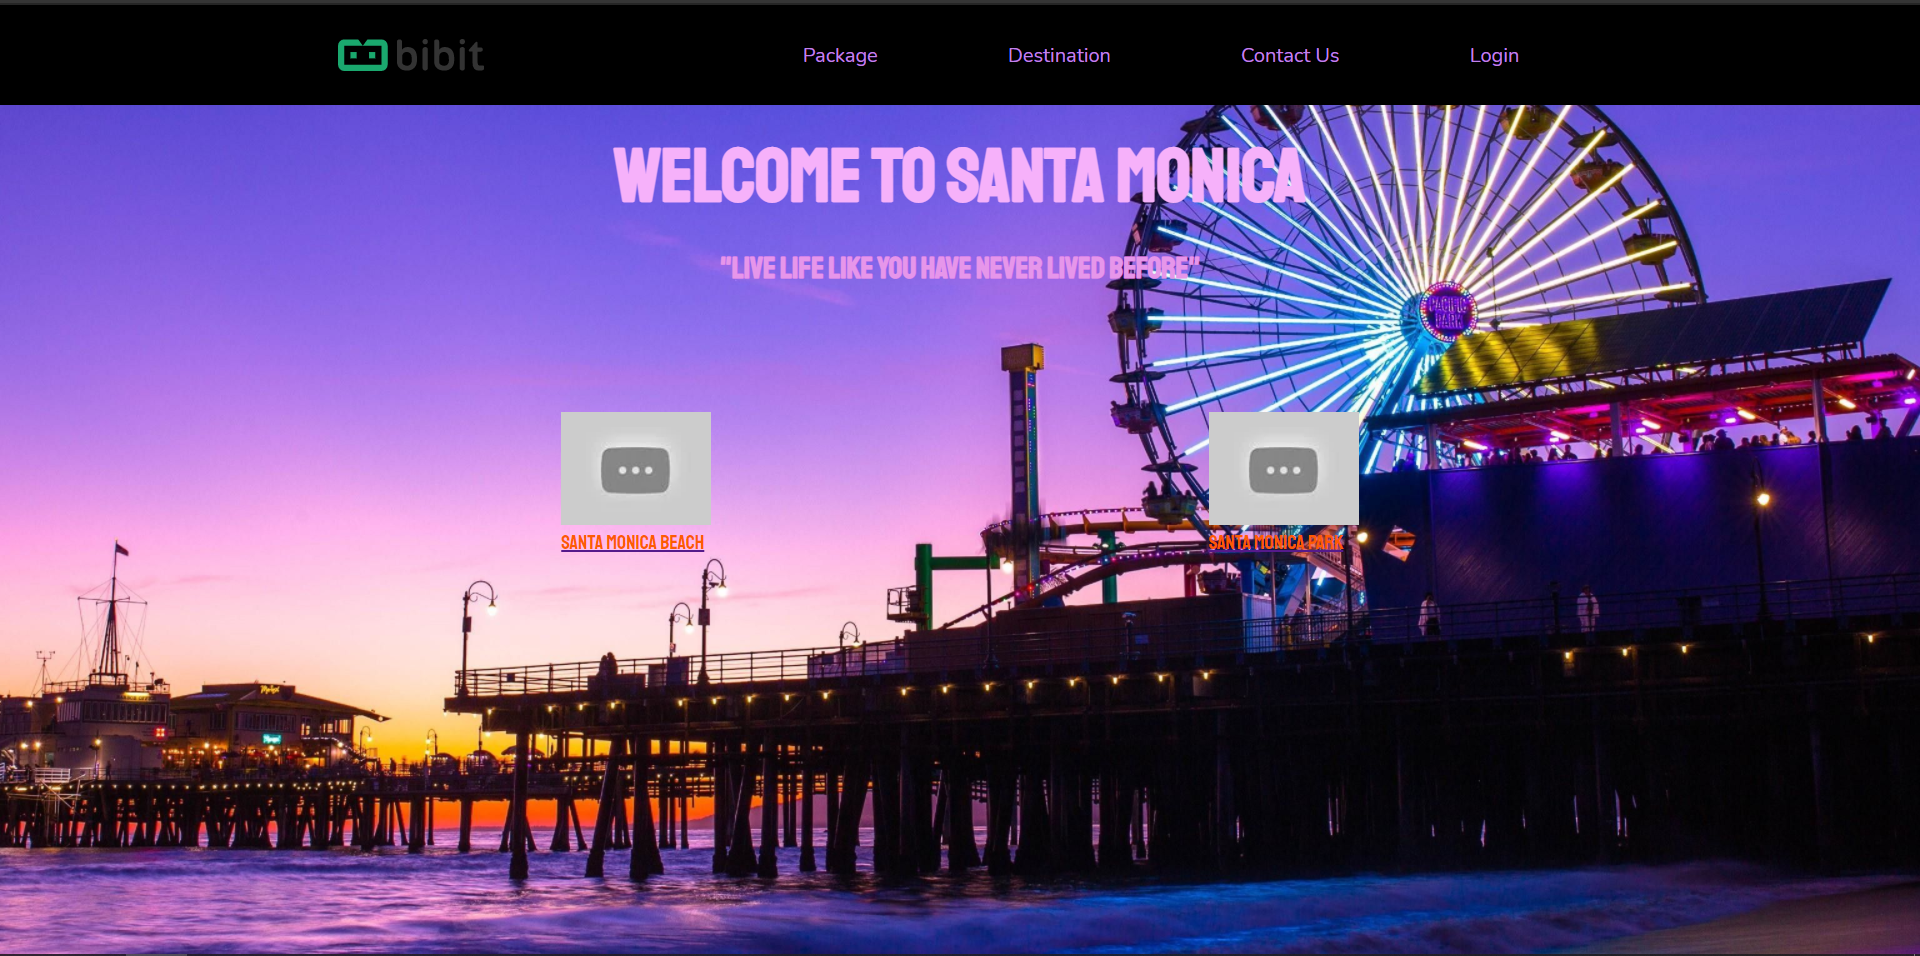 bibit
Package
Destination
Contact Us
Login
WELCOME TO SANTA MONICA
"LIVE LIFE LIKE YOU HAVE NEVER LIVED BEFORE"
PACIFIC
PARK
SANTA MONICA BEACH
SANTA MONICA PARK